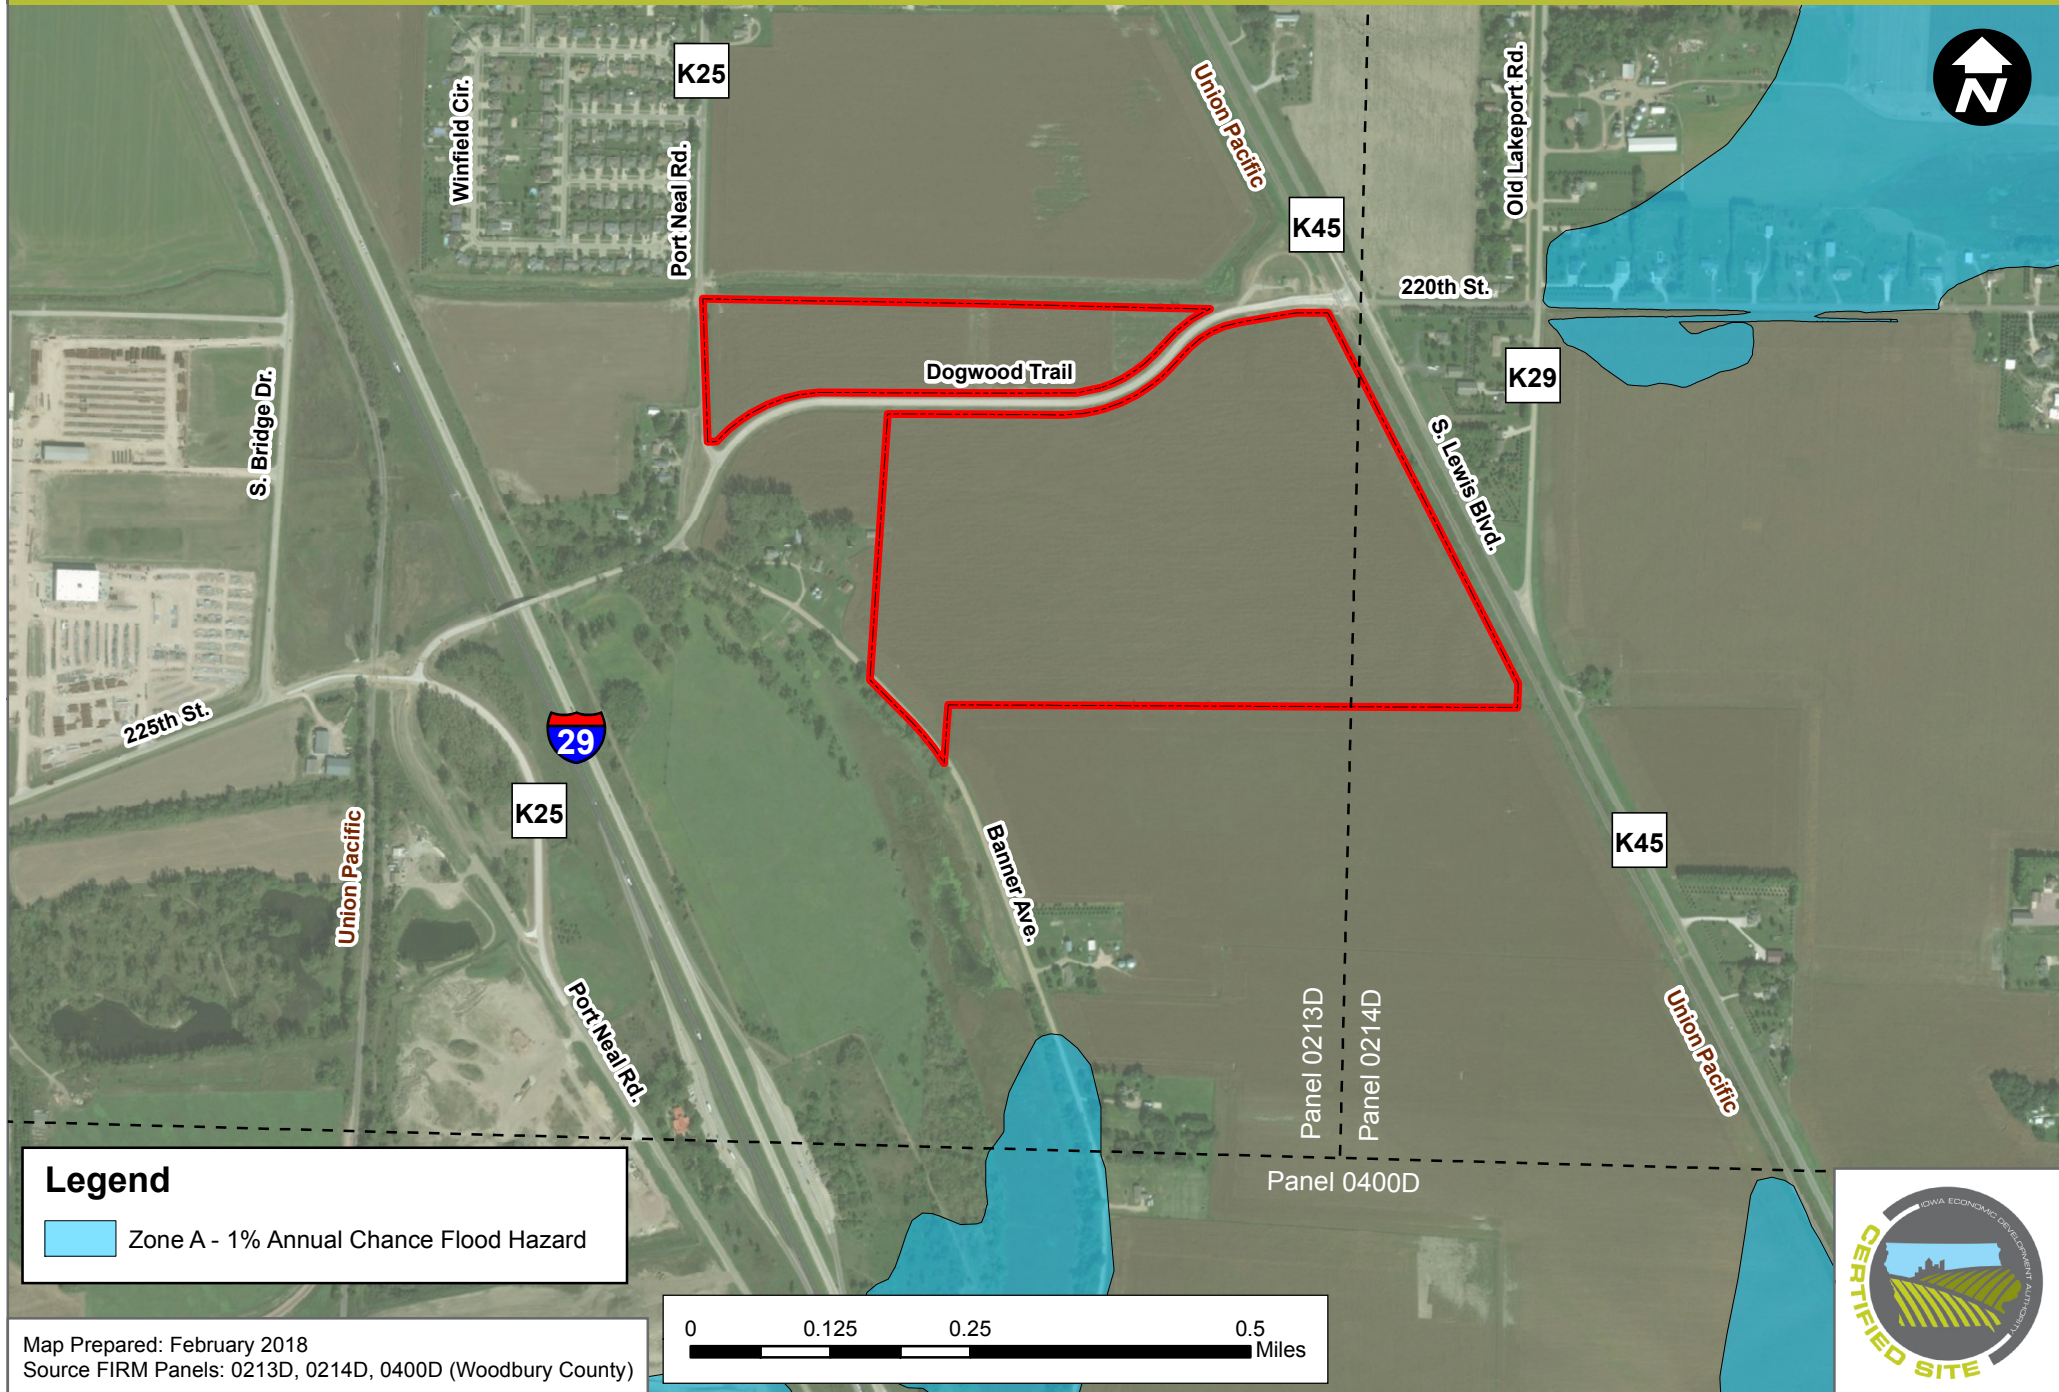 K25
Winfield Cir.
Port Neal Rd.
Union Pacific
K45
Old Lakeport Rd.
N
220th St.
Dogwood Trail
K29
S. Bridge Dr.
S. Lewis Blvd.
225th St.
29
K25
Union Pacific
Banner Ave.
K45
Port Neal Rd.
Panel 0213D
Panel 0214D
Union Pacific
Panel 0400D
Legend
Zone A - 1% Annual Chance Flood Hazard
0 0.125 0.25 0.5
Miles
Map Prepared: February 2018
Source FIRM Panels: 0213D, 0214D, 0400D (Woodbury County)
IOWA ECONOMIC DEVELOPMENT AUTHORITY
CERTIFIED SITE